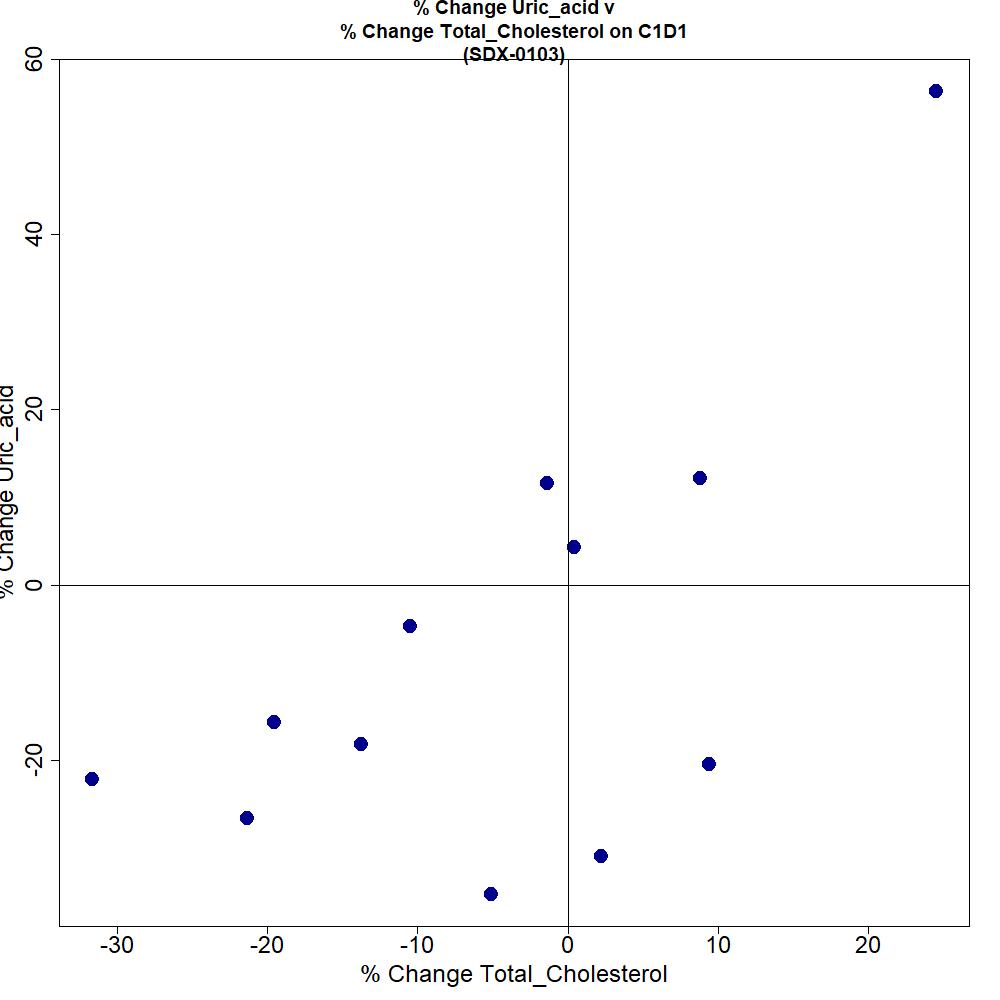 % Change Uric_acid v
% Change Total_Cholesterol on C1D1
(SDX-0103)
% Change Uric_acid
60
40
20
0
-20
-30
-20
-10
0
10
20
% Change Total_Cholesterol